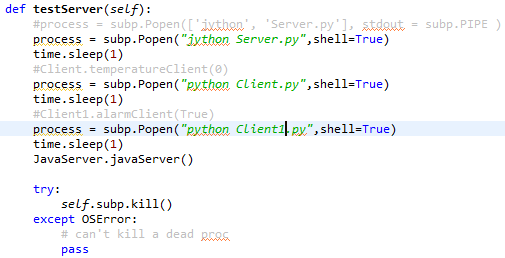 def testServer(self):
    #process = subp.Popen(['jython', 'Server.py'], stdout = subp.PIPE )
    process = subp.Popen("jython Server.py",shell=True)
    time.sleep(1)
    #Client.temperatureClient(0)
    process = subp.Popen("python Client.py",shell=True)
    time.sleep(1)
    #Client1.alarmClient(True)
    process = subp.Popen("python Client1.py",shell=True)
    time.sleep(1)
    JavaServer.javaServer()

    try:
        self.subp.kill()
    except OSError:
        # can't kill a dead proc
        pass